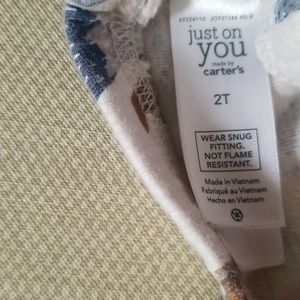 just on
you
made by
carter's
2T
WEAR SNUG
FITTING.
NOT FLAME
RESISTANT.
Made in Vietnam
Fabriqué au Vietnam
Hecho en Vietnam